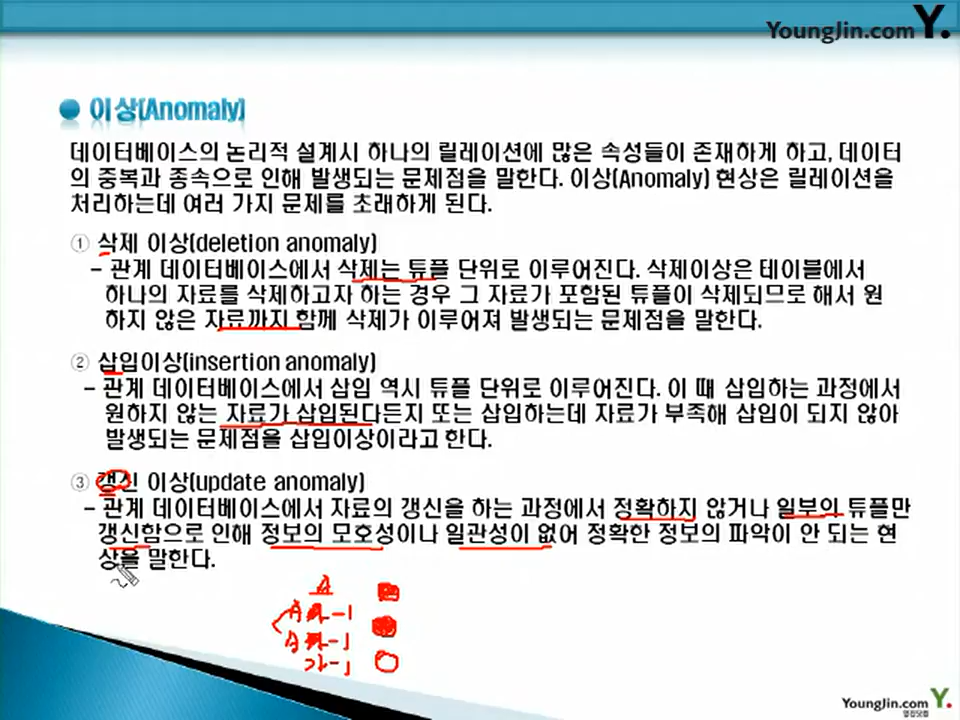 YoungJin.com Y.
이상(Anomaly)
데이터베이스의 논리적 설계시 하나의 릴레이션에 많은 속성들이 존재하게 하고, 데이터
의 중복과 종속으로 인해 발생되는 문제점을 말한다. 이상(Anomaly) 현상은 릴레이션을
처리하는데 여러 가지 문제를 초래하게 된다.
① 삭제 이상(deletion anomaly)
– 관계 데이터베이스에서 삭제는 튜플 단위로 이루어진다. 삭제이상은 테이블에서
하나의 자료를 삭제하고자 하는 경우 그 자료가 포함된 튜플이 삭제되므로 해서 원
하지 않은 자료까지 함께 삭제가 이루어져 발생되는 문제점을 말한다.
② 삽입이상(insertion anomaly)
– 관계 데이터베이스에서 삽입 역시 튜플 단위로 이루어진다. 이 때 삽입하는 과정에서
원하지 않는 자료가 삽입된다든지 또는 삽입하는데 자료가 부족해 삽입이 되지 않아
발생되는 문제점을 삽입이상이라고 한다.
③ 갱신 이상(update anomaly)
– 관계 데이터베이스에서 자료의 갱신을 하는 과정에서 정확하지 않거나 일부의 튜플만
갱신함으로 인해 정보의 모호성이나 일관성이 없어 정확한 정보의 파악이 안 되는 현
상을 말한다.
A
가-1
YoungJin.com Y.
영진닷컴